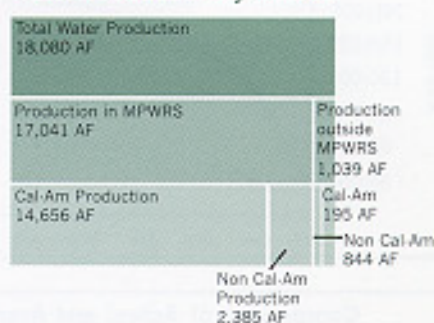 Total Water Production
18,080 AF
Production in MPWRS
17,041 AF
Production
outside
MPWRS
1,039 AF
Cal-Am Production
14,656 AF
Cal-Am
195 AF
Non Cal-Am
844 AF
Non Cal-Am
Production
2,385 AF